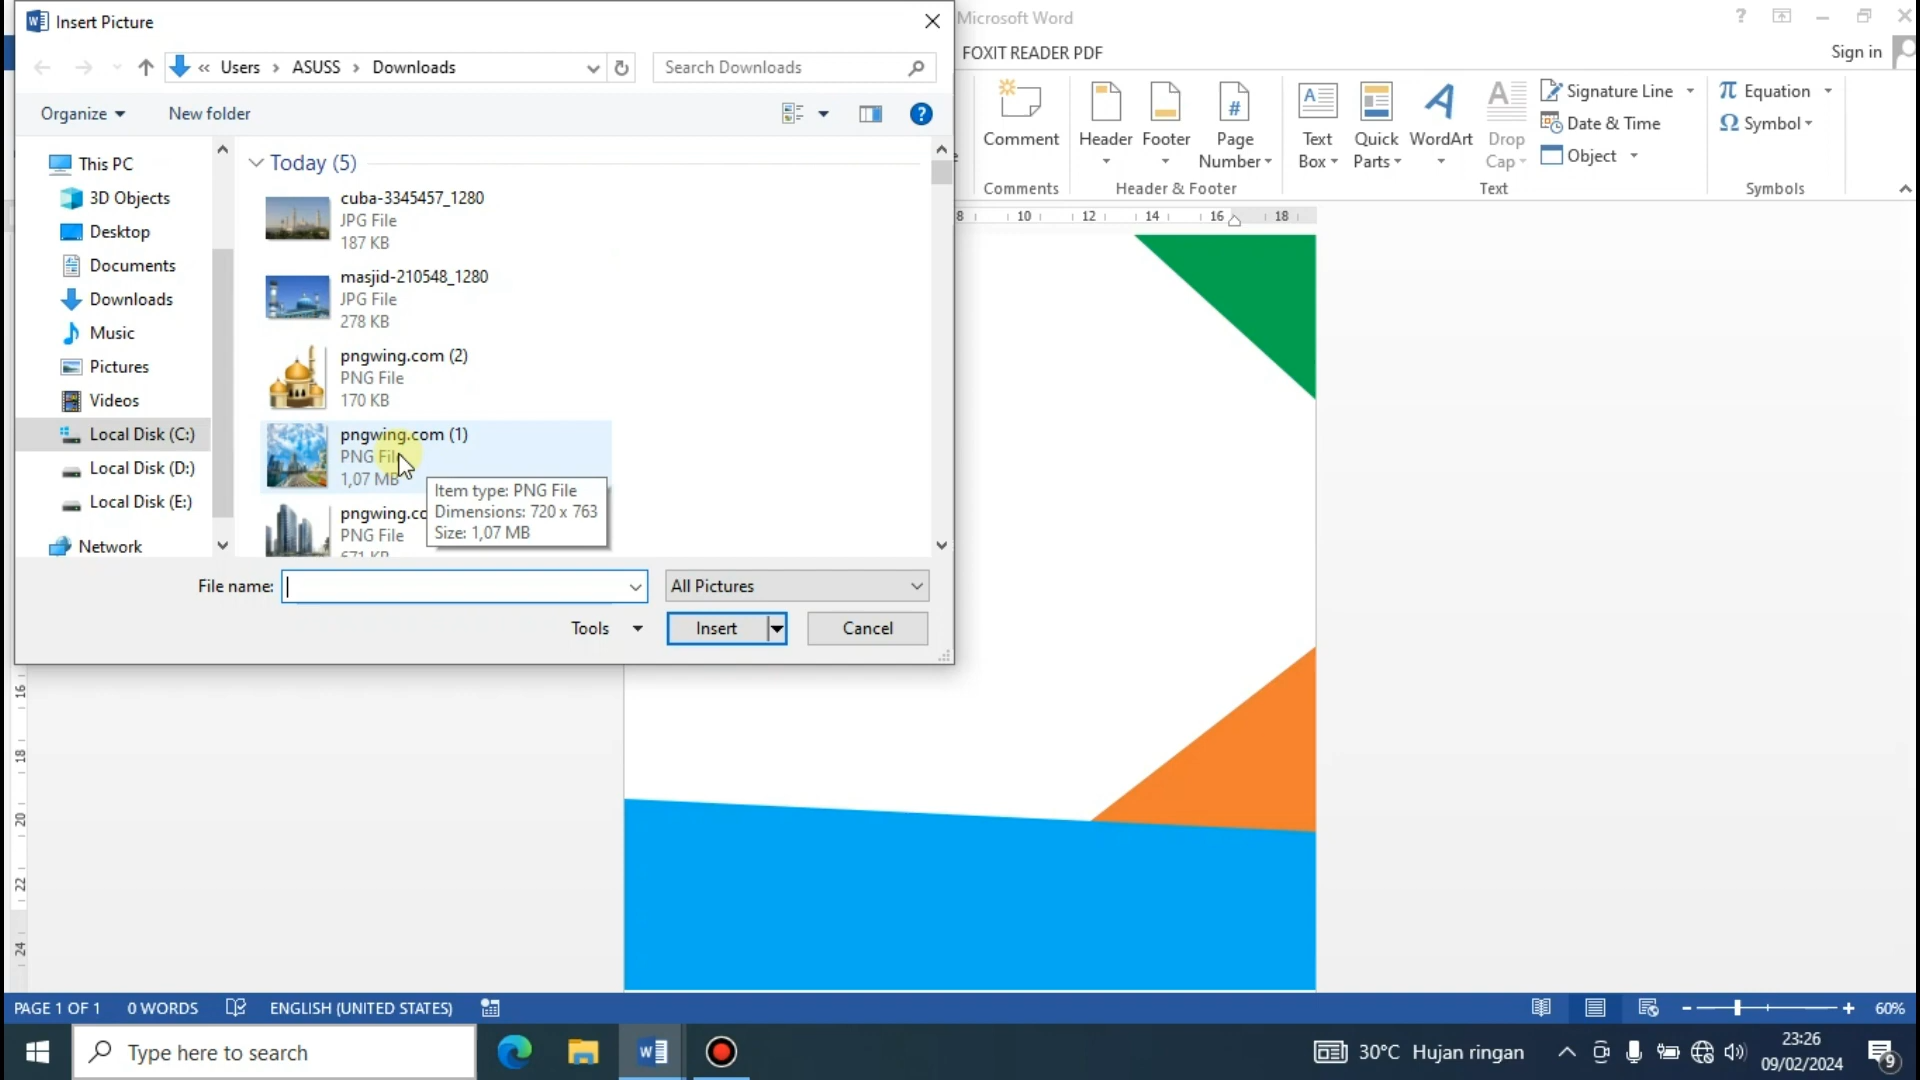 Insert Picture
Microsoft Word
FOXIT READER PDF
Sign in
« Users › ASUSS › Downloads
Search Downloads
Organize
New folder
Comment
Header
Footer
Page
Number
Text
Box
Quick
Parts
WordArt
Drop
Cap
Signature Line
Date & Time
Object
π Equation
Ω Symbol
Comments
Header & Footer
Text
Symbols
This PC
3D Objects
Desktop
Documents
Downloads
Music
Pictures
Videos
Local Disk (C:)
Local Disk (D:)
Local Disk (E:)
Network
Today (5)
cuba-3345457_1280
JPG File
187 KB
masjid-210548_1280
JPG File
278 KB
pngwing.com (2)
PNG File
170 KB
pngwing.com (1)
PNG File
1,07 MB
Item type: PNG File
Dimensions: 720 x 763
Size: 1,07 MB
PNG File
671 KB
8 10 12 14 16 18
File name:
All Pictures
Tools
Insert
Cancel
16
18
20
22
24
PAGE 1 OF 1 0 WORDS ENGLISH (UNITED STATES)
60%
Type here to search
30°C Hujan ringan
23:26
09/02/2024
9